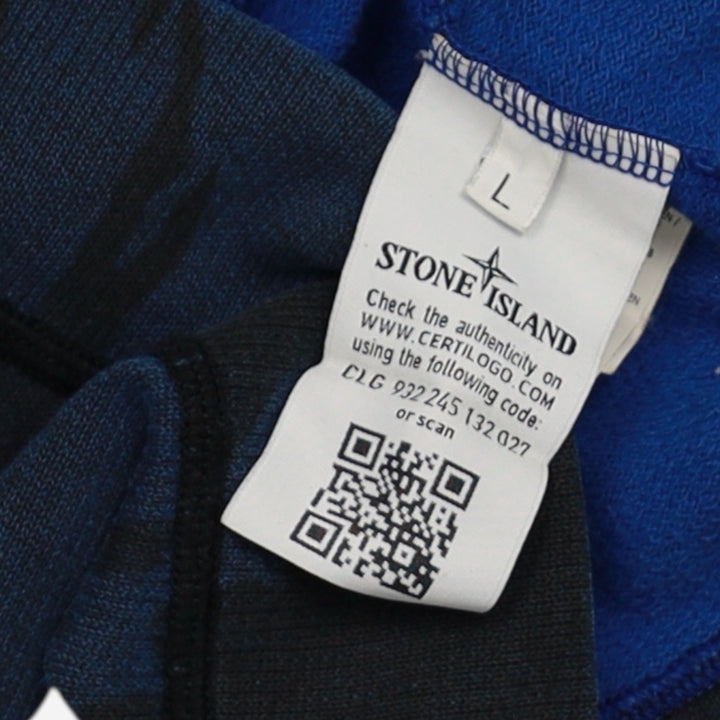 L
STONE ISLAND
Check the authenticity on
WWW.CERTILOGO.COM
using the following code:
CLG 932 245 132 027
or scan